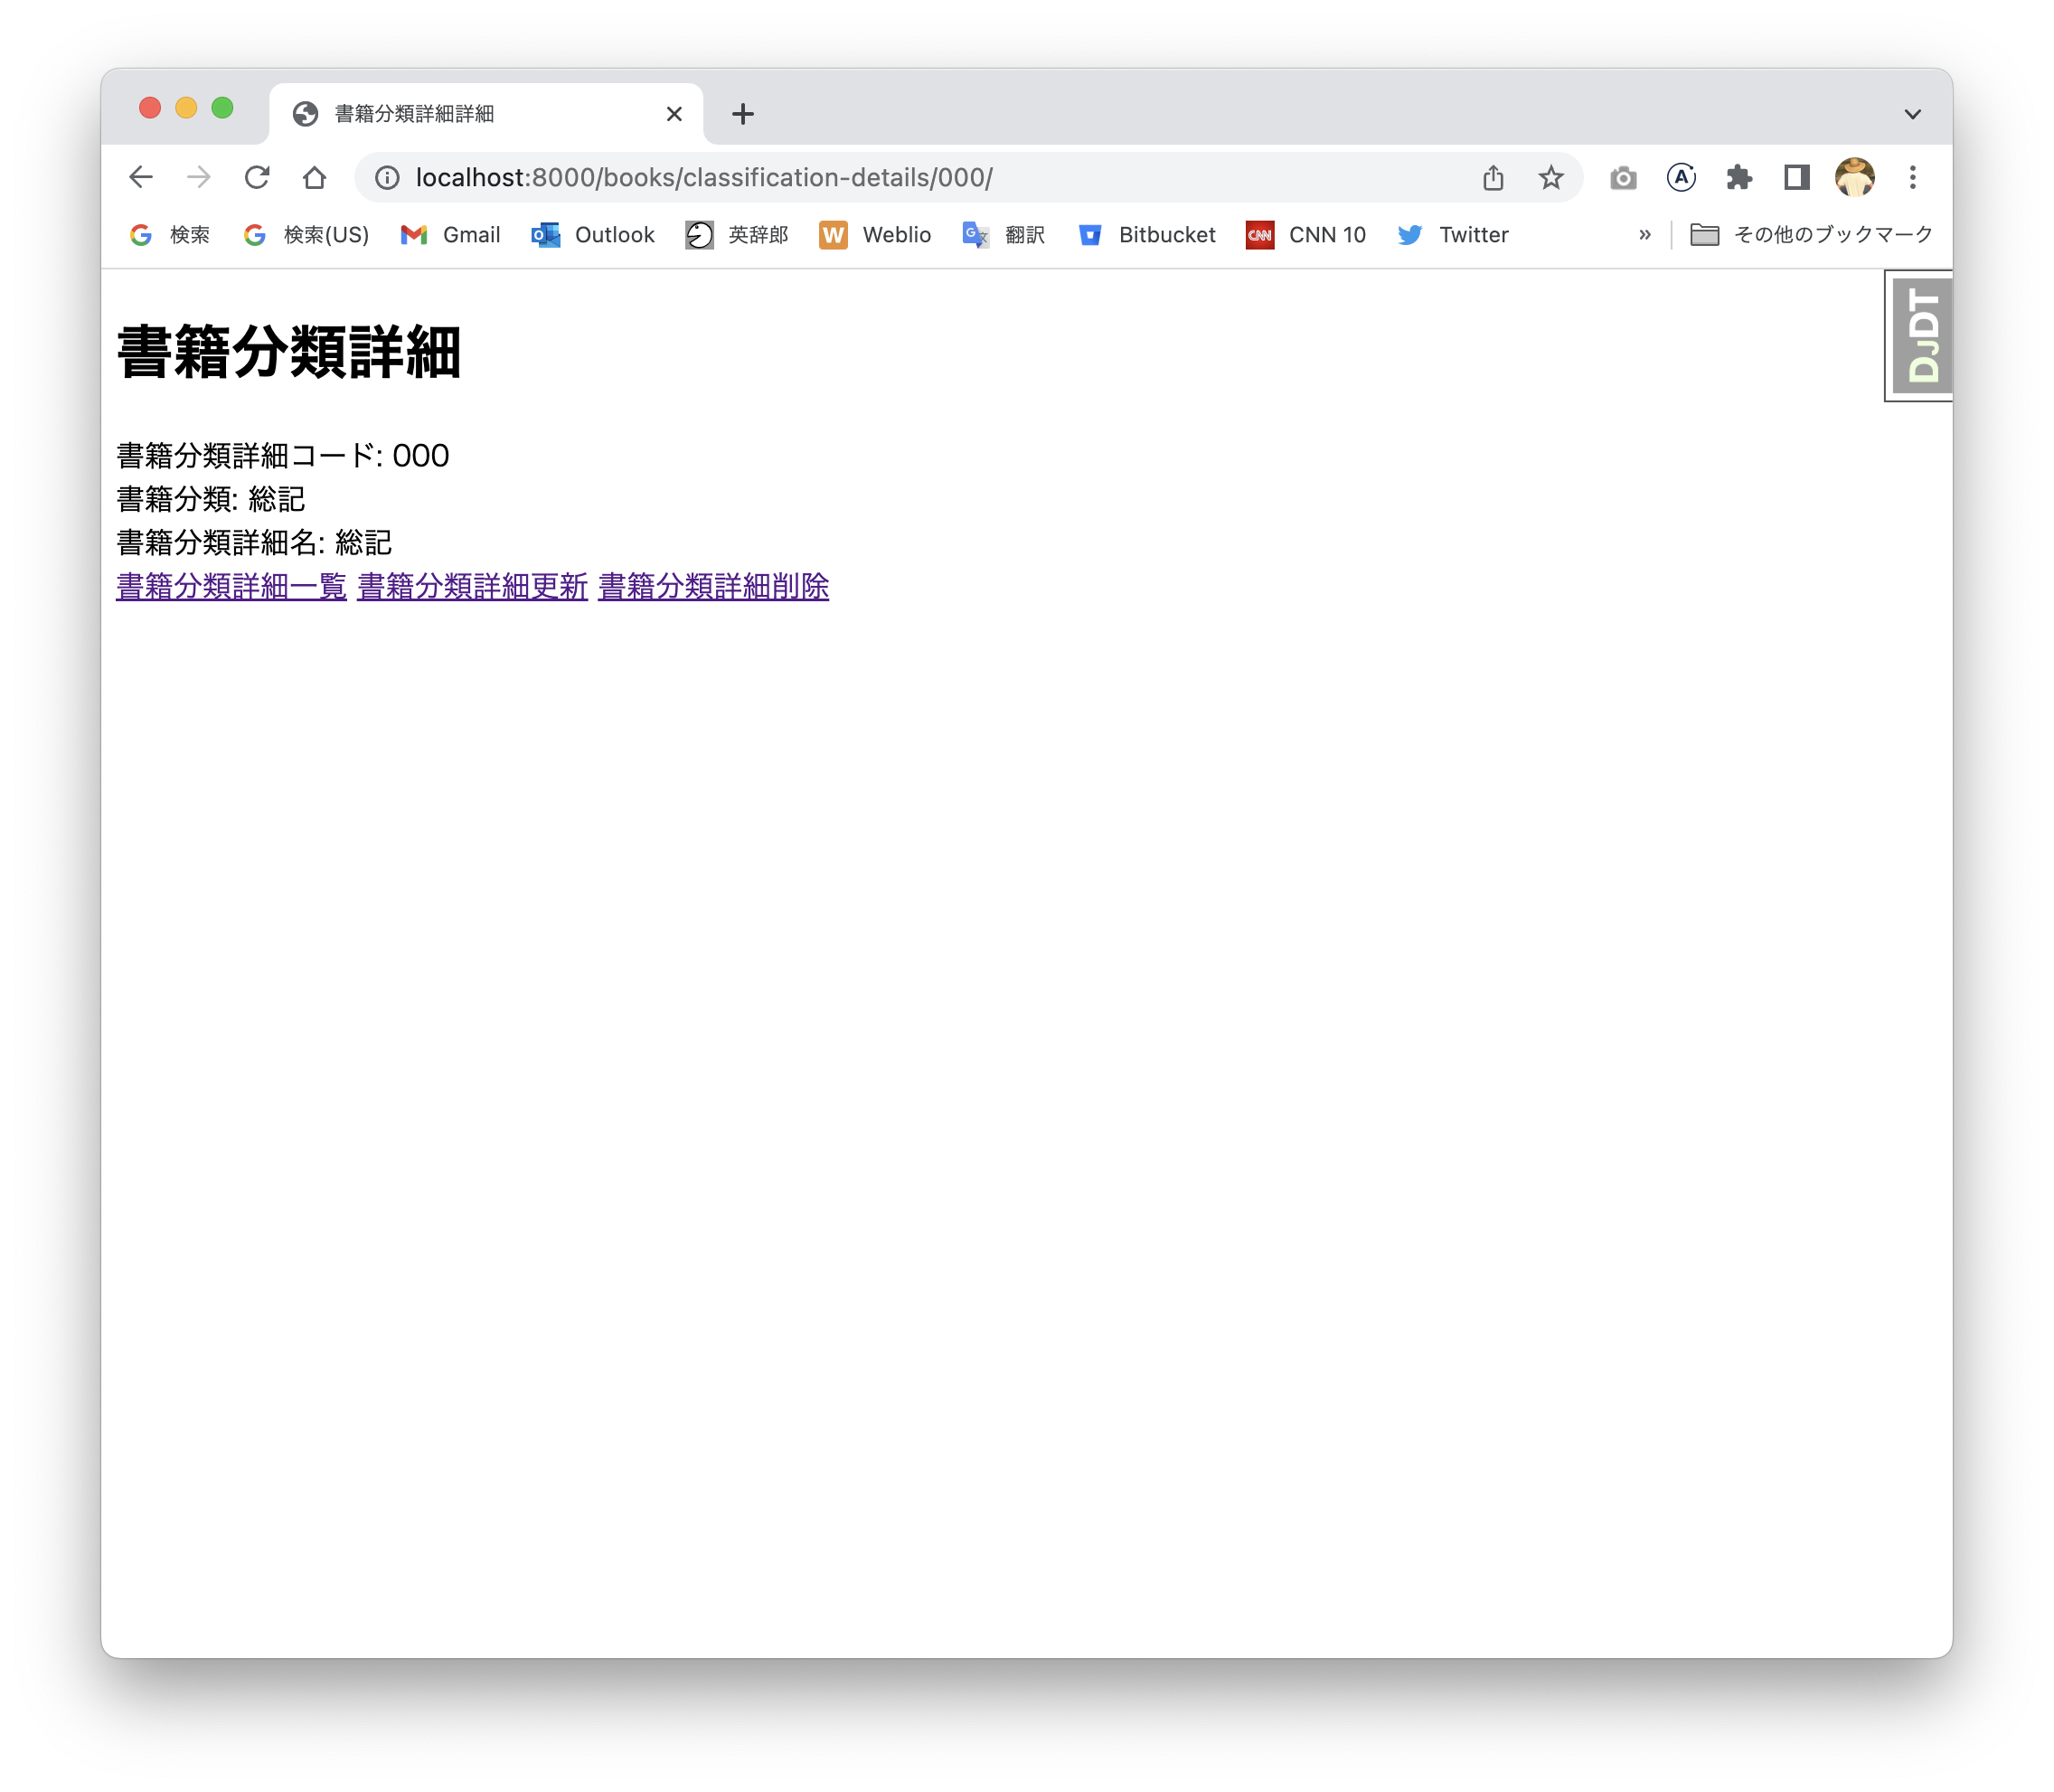 書籍分類詳細詳細
localhost:8000/books/classification-details/000/
検索 検索(US) Gmail Outlook 英辞郎 Weblio 翻訳 Bitbucket CNN 10 Twitter » その他のブックマーク
DJDT
書籍分類詳細
書籍分類詳細コード: 000
書籍分類: 総記
書籍分類詳細名: 総記
書籍分類詳細一覧 書籍分類詳細更新 書籍分類詳細削除